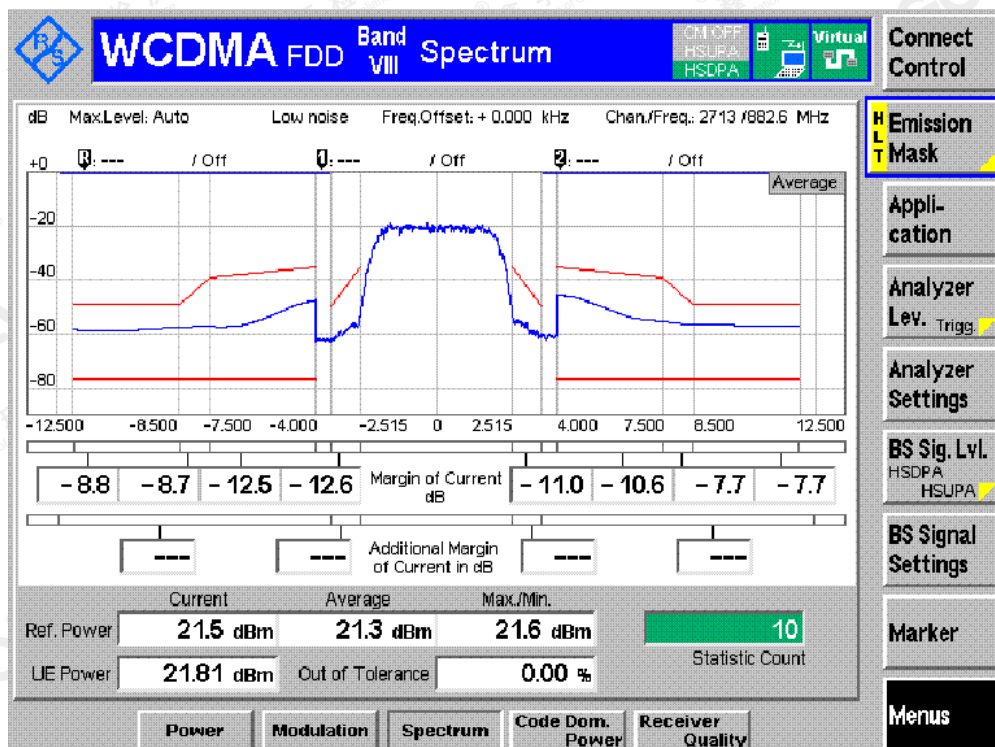 R S
WCDMA FDD Band VIII Spectrum
CM OFF
HSUPA
HSDPA
Virtual
Connect
Control
dB Max.Level: Auto Low noise Freq.Offset: + 0.000 kHz Chan./Freq.: 2713 /882.6 MHz
H L T
Emission
Mask
+0 R: --- / Off 1: --- / Off 2: --- / Off
Average
-20
-40
-60
-80
-12.500 -8.500 -7.500 -4.000 -2.515 0 2.515 4.000 7.500 8.500 12.500
Appli-
cation
Analyzer
Lev. Trigg.
Analyzer
Settings
- 8.8 - 8.7 - 12.5 - 12.6 Margin of Current dB - 11.0 - 10.6 - 7.7 - 7.7
BS Sig. Lvl.
HSDPA
HSUPA
--- --- Additional Margin --- ---
of Current in dB
BS Signal
Settings
Current Average Max./Min.
Ref. Power 21.5 dBm 21.3 dBm 21.6 dBm 10
Statistic Count
UE Power 21.81 dBm Out of Tolerance 0.00 %
Marker
Menus
Power Modulation Spectrum Code Dom. Power Receiver Quality